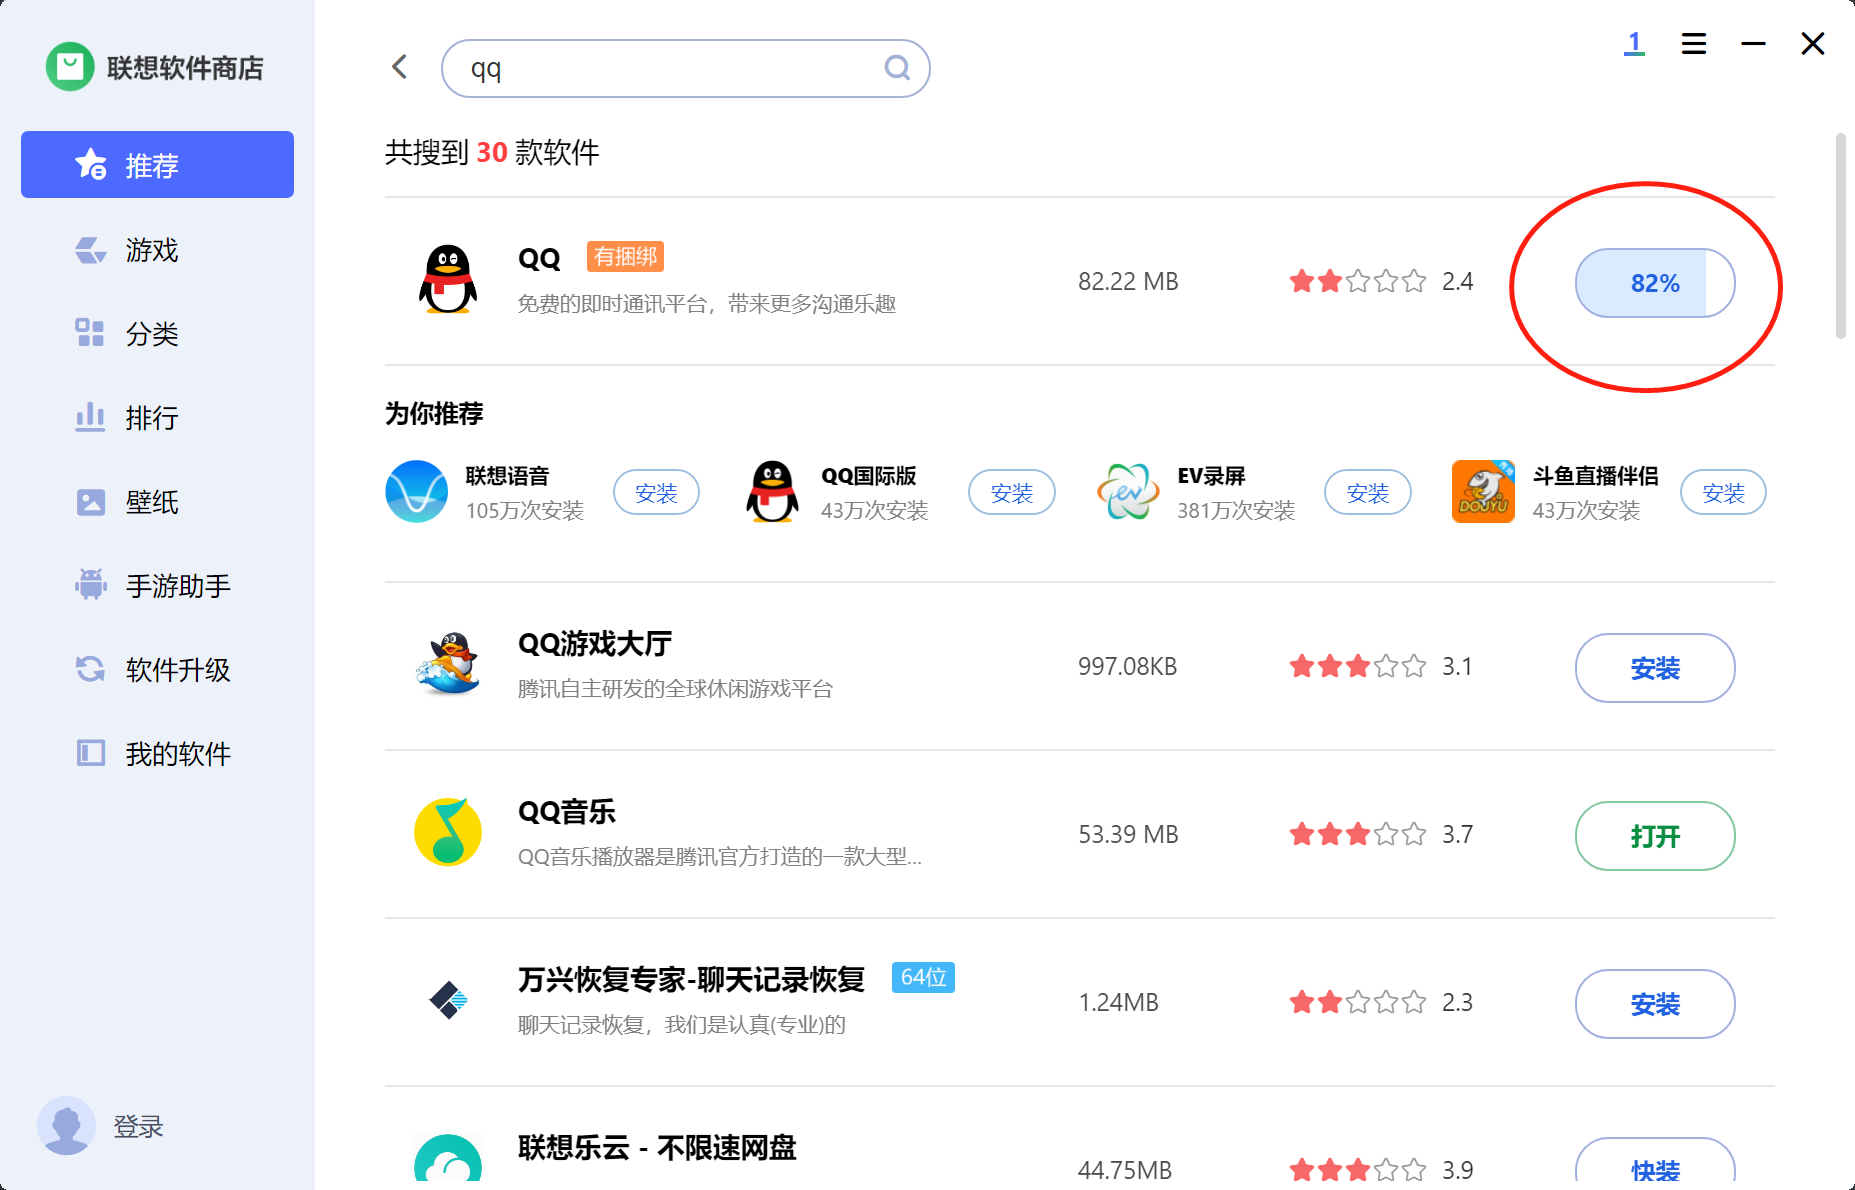 联想软件商店
推荐
游戏
分类
排行
壁纸
手游助手
软件升级
我的软件
登录
qq
1
共搜到 30 款软件
QQ 有捆绑
免费的即时通讯平台，带来更多沟通乐趣
82.22 MB
2.4
82%
为你推荐
联想语音
105万次安装
安装
QQ国际版
43万次安装
安装
EV录屏
381万次安装
安装
斗鱼直播伴侣
43万次安装
安装
ev
DOUYU
QQ游戏大厅
腾讯自主研发的全球休闲游戏平台
997.08KB
3.1
安装
QQ音乐
QQ音乐播放器是腾讯官方打造的一款大型...
53.39 MB
3.7
打开
万兴恢复专家-聊天记录恢复 64位
聊天记录恢复，我们是认真(专业)的
1.24MB
2.3
安装
联想乐云 - 不限速网盘
44.75MB
3.9
快装